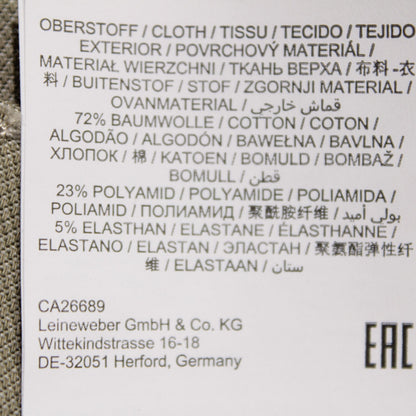 OBERSTOFF / CLOTH / TISSU / TECIDO / TEJIDO
EXTERIOR / POVRCHOVÝ MATERIÁL /
MATERIAŁ WIERZCHNI / ТКАНЬ ВЕРХА / 布料 -衣
料 / BUITENSTOF / STOF / ZGORNJI MATERIAL /
OVANMATERIAL / قماش خارجي
72% BAUMWOLLE / COTTON / COTON /
ALGODÃO / ALGODÓN / BAWEŁNA / BAVLNA /
ХЛОПОК / 棉 / KATOEN / BOMULD / BOMBAŽ /
BOMULL / قطن
23% POLYAMID / POLYAMIDE / POLIAMIDA /
POLIAMID / ПОЛИАМИД / 聚酰胺纤维 / بولي أميد
5% ELASTHAN / ELASTANE / ÉLASTHANNE /
ELASTANO / ELASTAN / ЭЛАСТАН / 聚氨酯弹性纤
维 / ELASTAAN / ستان
CA26689
Leineweber GmbH & Co. KG
Wittekindstrasse 16-18
DE-32051 Herford, Germany
EAC